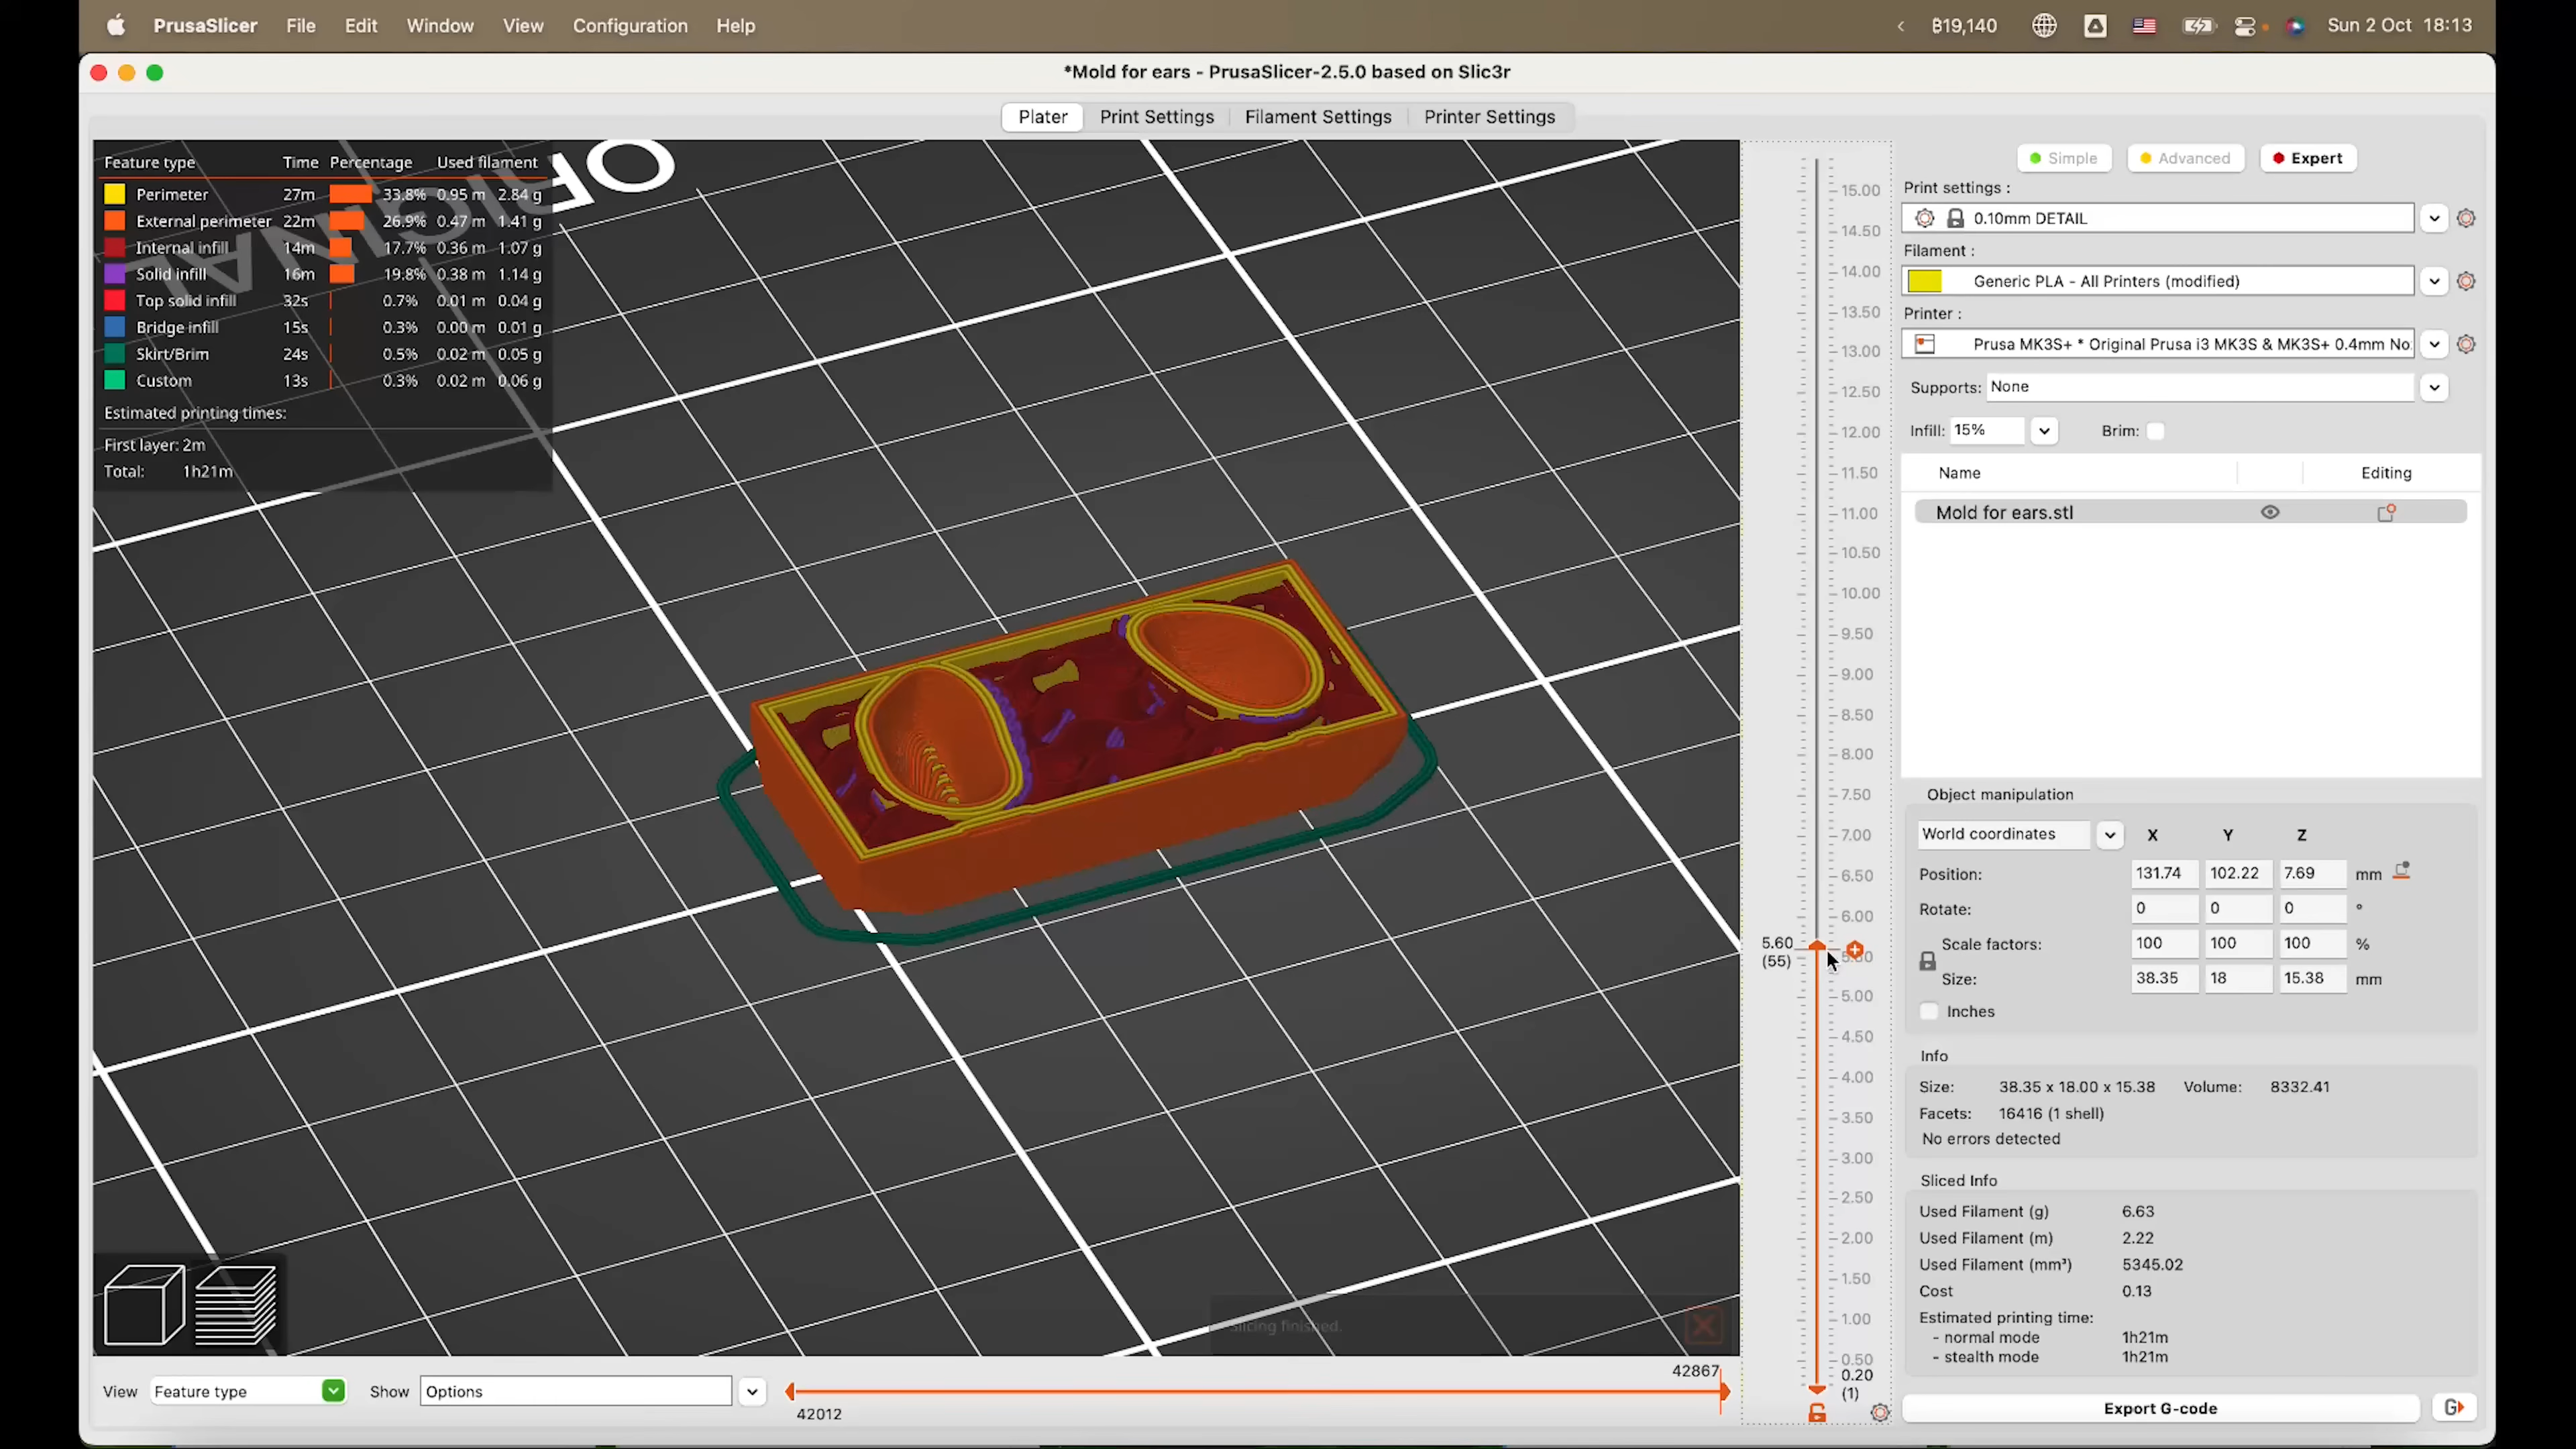 PrusaSlicer File Edit Window View Configuration Help ₿19,140 Sun 2 Oct 18:13
*Mold for ears - PrusaSlicer-2.5.0 based on Slic3r
Plater Print Settings Filament Settings Printer Settings
Feature type Time Percentage Used filament
Perimeter 27m 33.8% 0.95 m 2.84 g
External perimeter 22m 26.9% 0.47 m 1.41 g
Internal infill 14m 17.7% 0.36 m 1.07 g
Solid infill 16m 19.8% 0.38 m 1.14 g
Top solid infill 32s 0.7% 0.01 m 0.04 g
Bridge infill 15s 0.3% 0.00 m 0.01 g
Skirt/Brim 24s 0.5% 0.02 m 0.05 g
Custom 13s 0.3% 0.02 m 0.06 g
Estimated printing times:
First layer: 2m
Total: 1h21m
ORIGINAL
15.00
14.50
14.00
13.50
13.00
12.50
12.00
11.50
11.00
10.50
10.00
9.50
9.00
8.50
8.00
7.50
7.00
6.50
6.00
5.60
(55)
5.00
4.50
4.00
3.50
3.00
2.50
2.00
1.50
1.00
0.50
0.20
(1)
Simple Advanced Expert
Print settings :
0.10mm DETAIL
Filament :
Generic PLA - All Printers (modified)
Printer :
Prusa MK3S+ * Original Prusa i3 MK3S & MK3S+ 0.4mm No
Supports: None
Infill: 15% Brim:
Name Editing
Mold for ears.stl
Object manipulation
World coordinates X Y Z
Position: 131.74 102.22 7.69 mm
Rotate: 0 0 0 °
Scale factors: 100 100 100 %
Size: 38.35 18 15.38 mm
Inches
Info
Size: 38.35 x 18.00 x 15.38 Volume: 8332.41
Facets: 16416 (1 shell)
No errors detected
Sliced Info
Used Filament (g) 6.63
Used Filament (m) 2.22
Used Filament (mm³) 5345.02
Cost 0.13
Estimated printing time:
- normal mode 1h21m
- stealth mode 1h21m
Export G-code G
Slicing finished.
View Feature type Show Options
42867
42012